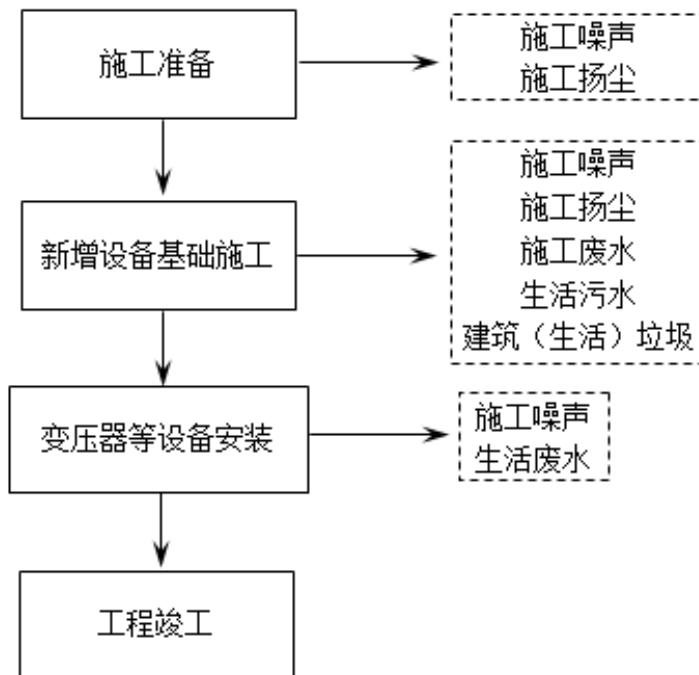 施工准备
施工噪声
施工扬尘
新增设备基础施工
施工噪声
施工扬尘
施工废水
生活污水
建筑（生活）垃圾
变压器等设备安装
施工噪声
生活废水
工程竣工